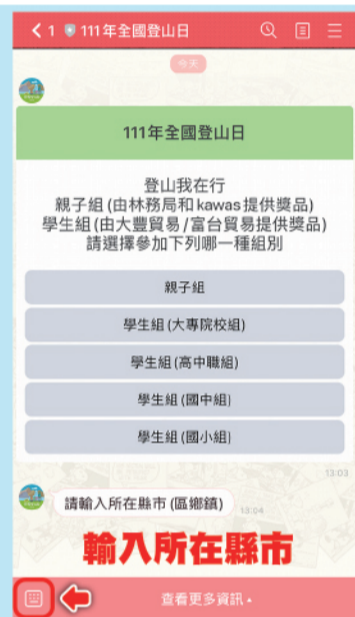 1 111年全國登山日
今天
111年全國登山日
登山我在行
親子組(由林務局和kawas提供獎品)
學生組(由大豐貿易/富台貿易提供獎品)
請選擇參加下列哪一種組別
親子組
學生組(大專院校組)
學生組(高中職組)
學生組(國中組)
學生組(國小組)
13:03
請輸入所在縣市(區鄉鎮)
13:04
輸入所在縣市
查看更多資訊